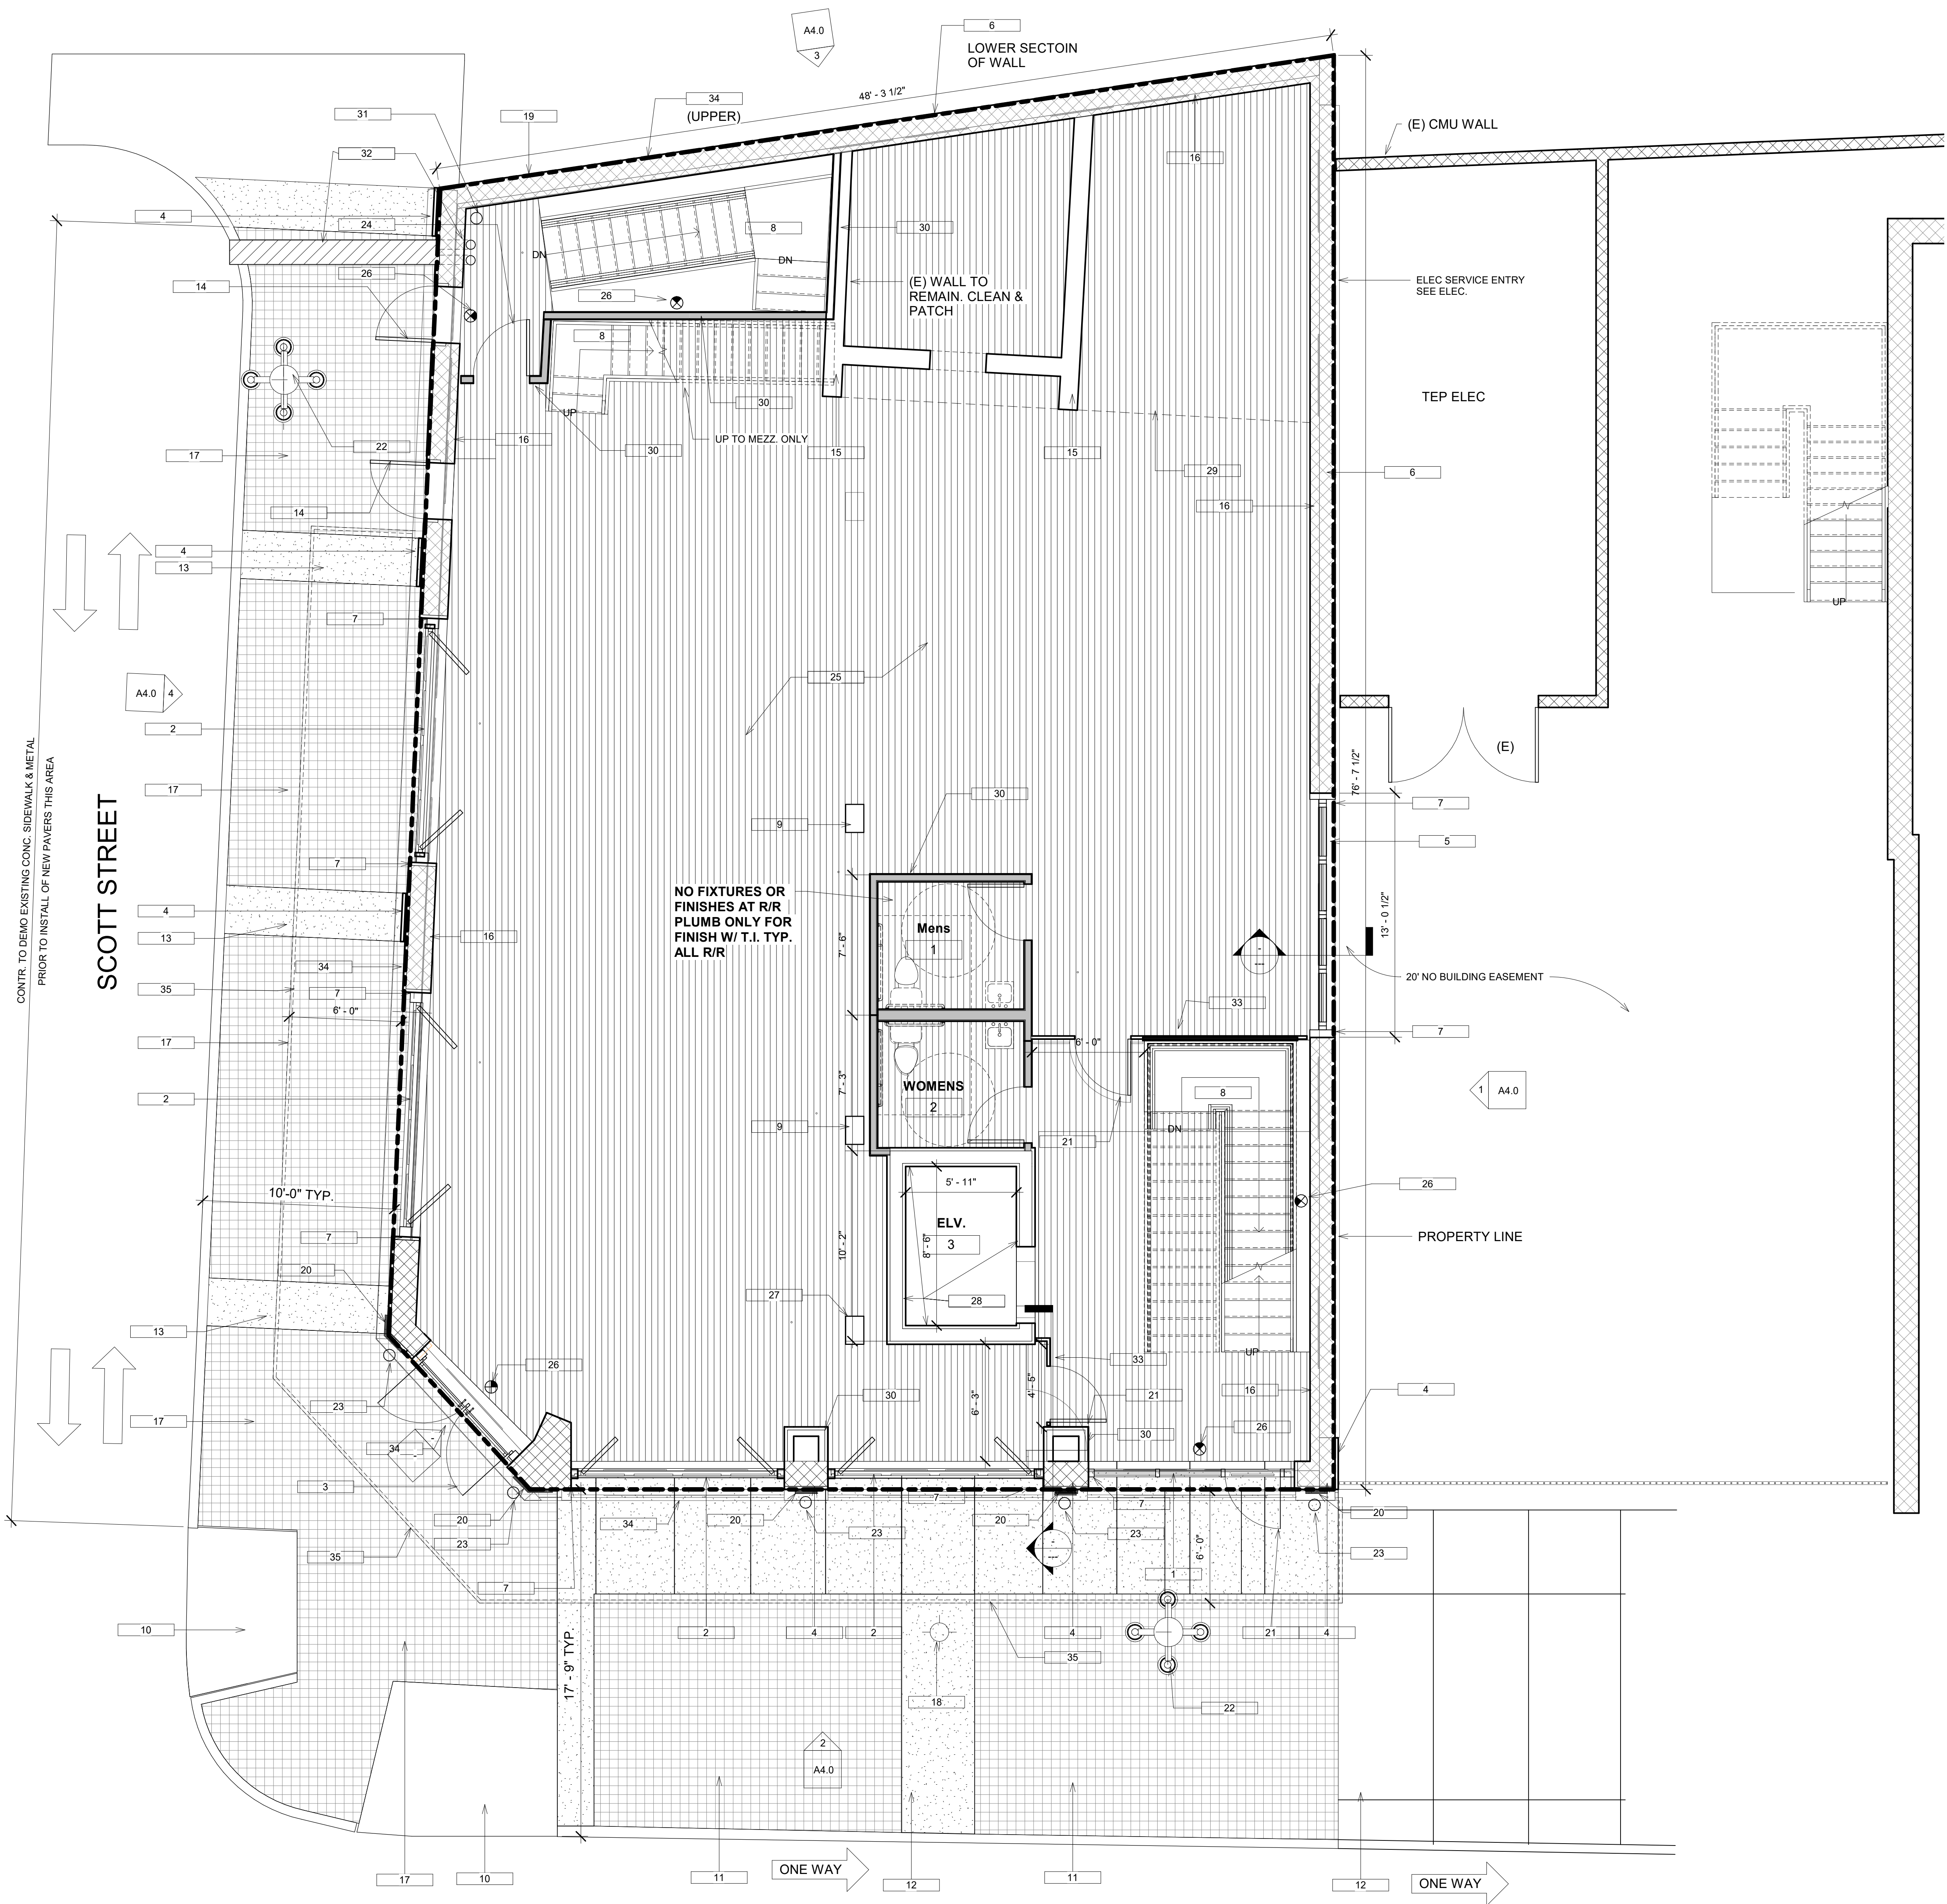 A4.0
3
6
LOWER SECTOIN
OF WALL
48' - 3 1/2"
34
(UPPER)
31
19
32
(E) CMU WALL
16
4
24
8
30
DN
DN
26
14
26
(E) WALL TO
REMAIN. CLEAN &
PATCH
ELEC SERVICE ENTRY
SEE ELEC.
8
TEP ELEC
30
UP
UP TO MEZZ. ONLY
22
16
30
15
15
17
29
6
16
14
4
13
UP
7
25
A4.0
4
2
CONTR. TO DEMO EXISTING CONC. SIDEWALK & METAL
PRIOR TO INSTALL OF NEW PAVERS THIS AREA
SCOTT STREET
(E)
76' - 7 1/2"
17
30
7
9
5
7
NO FIXTURES OR
FINISHES AT R/R
PLUMB ONLY FOR
FINISH W/ T.I. TYP.
ALL R/R
Mens
1
7' - 6"
13' - 0 1/2"
4
13
16
-
---
34
20' NO BUILDING EASEMENT
35
7
33
6' - 0"
7
17
6' - 0"
7' - 3"
WOMENS
2
8
1
A4.0
2
DN
9
21
26
10'-0" TYP.
5' - 11"
ELV.
3
10' - 2"
8' - 6"
PROPERTY LINE
7
20
27
28
13
UP
33
26
16
4
30
21
6' - 3"
4' - 5"
23
17
30
26
34
-
-
3
7
7
20
34
20
20
20
23
23
23
23
35
-
---
6' - 0"
7
1
10
2
4
2
4
21
4
35
17' - 9" TYP.
18
22
2
A4.0
17
10
11
ONE WAY
12
11
12
ONE WAY